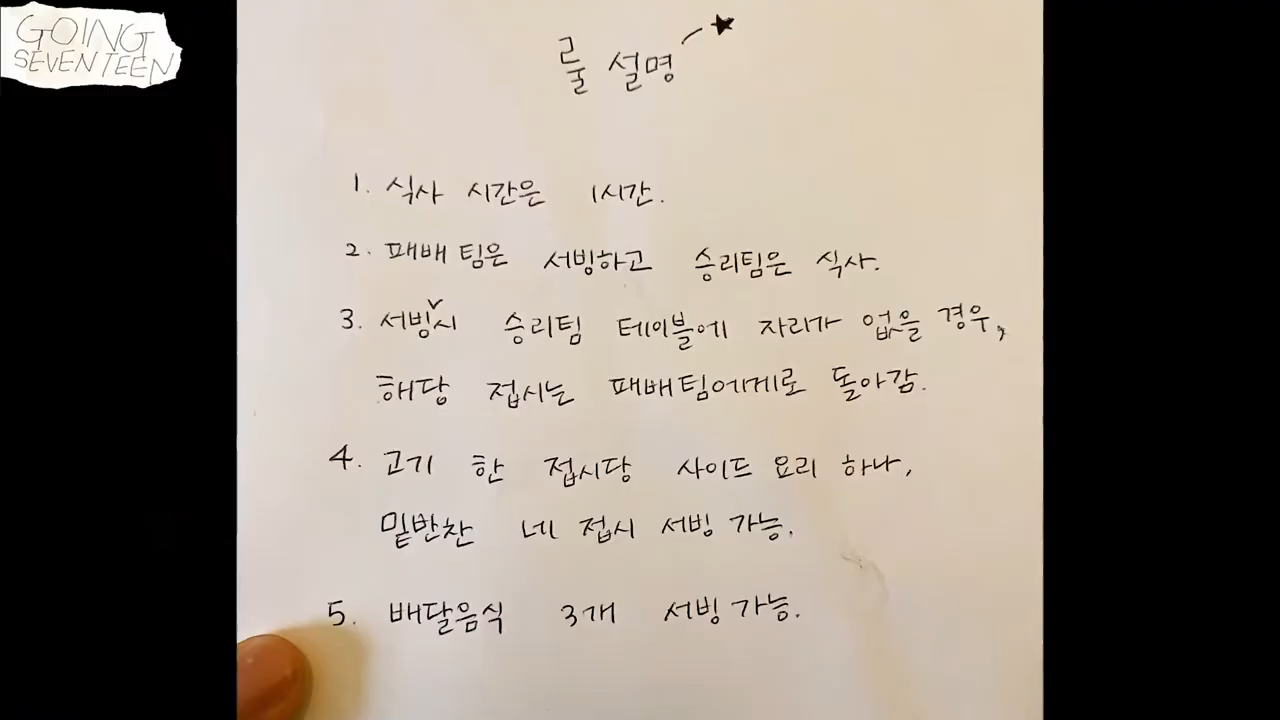 GOING
SEVENTEEN
룰 설명
1. 식사 시간은 1시간.
2. 패배 팀은 서빙하고 승리팀은 식사.
3. 서빙시 승리팀 테이블에 자리가 없을 경우,
해당 접시는 패배팀에게로 돌아감.
4. 고기 한 접시당 사이드 요리 하나,
밑반찬 네 접시 서빙 가능.
5. 배달음식 3개 서빙 가능.